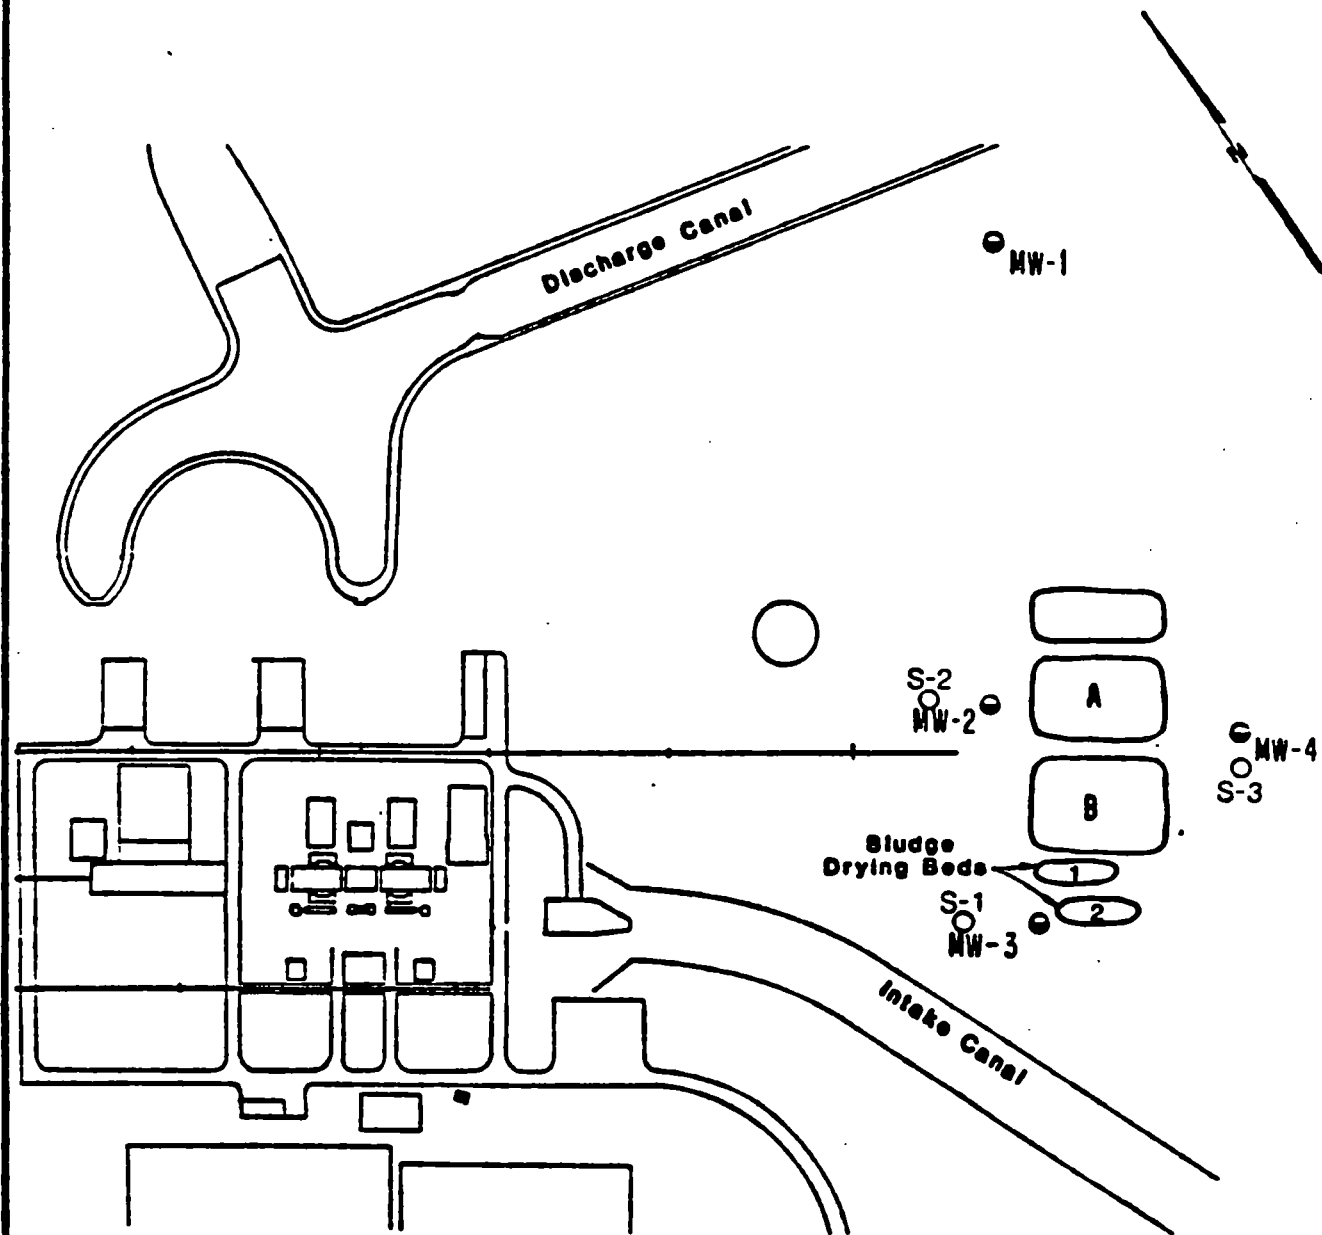 N
Discharge Canal
MW-1
A
S-2
MW-2
MW-4
S-3
B
Sludge
Drying Beds
1
2
S-1
MW-3
Intake Canal